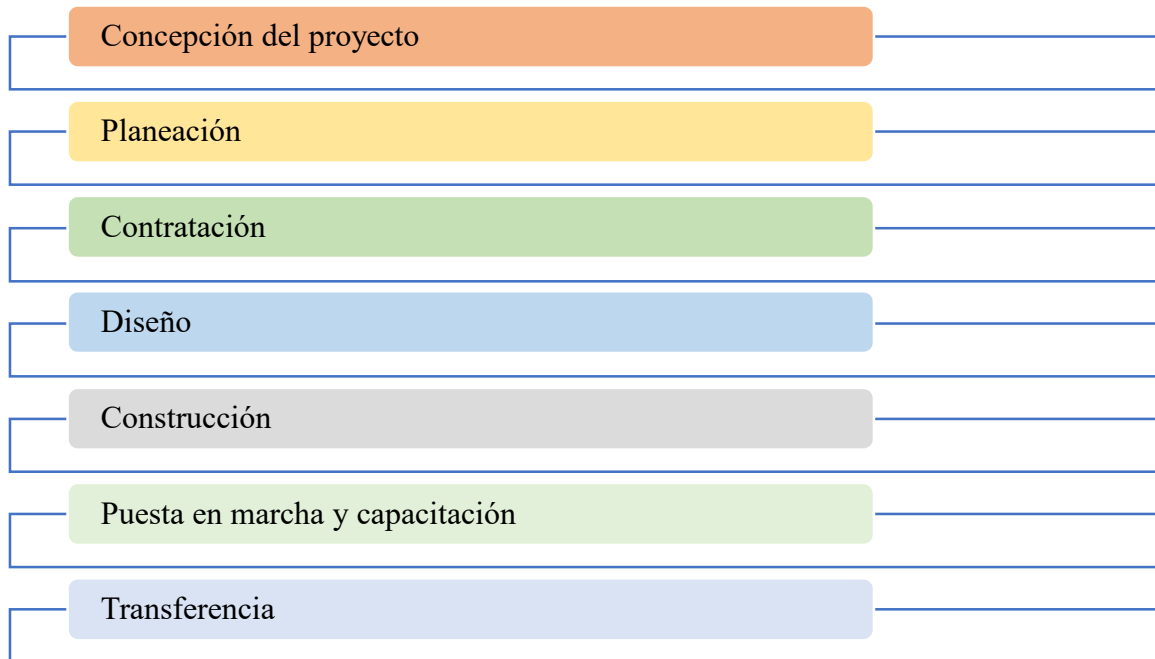 Concepción del proyecto
Planeación
Contratación
Diseño
Construcción
Puesta en marcha y capacitación
Transferencia